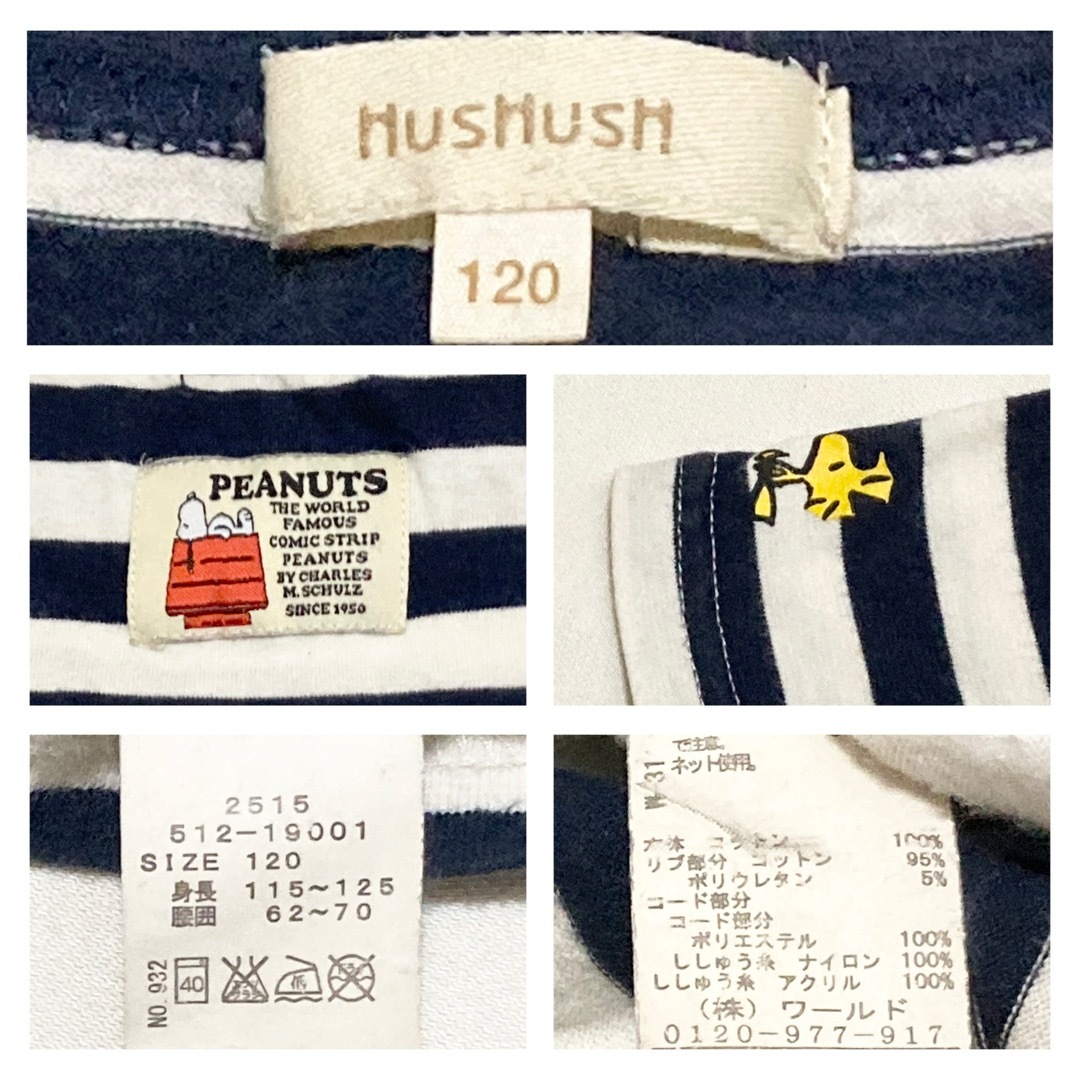 HUSHUSH
120
PEANUTS
THE WORLD
FAMOUS
COMIC STRIP
PEANUTS
BY CHARLES
M. SCHULZ
SINCE 1950
2515
512-19001
SIZE 120
身長 115~125
腰囲 62~70
NO. 932
40
で注意。
ネット使用。
コットン 100%
リブ部分 コットン 95%
ポリウレタン 5%
コード部分
コード部分
ポリエステル 100%
ししゅう糸 ナイロン 100%
ししゅう糸 アクリル 100%
(株) ワールド
0120-977-917